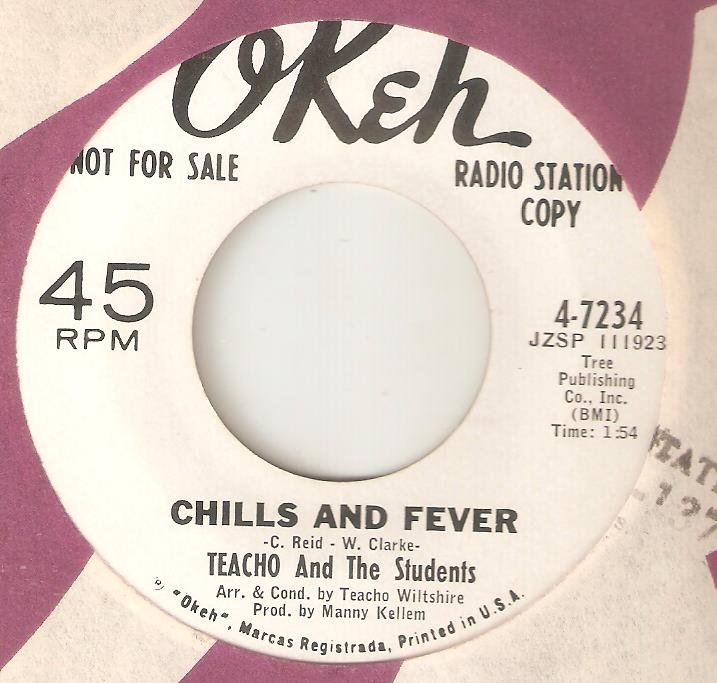 Okeh
NOT FOR SALE
RADIO STATION
COPY
45
RPM
4-7234
JZSP 111923
Tree
Publishing
Co., Inc.
(BMI)
Time: 1:54
CHILLS AND FEVER
-C. Reid - W. Clarke-
TEACHO And The Students
Arr. & Cond. by Teacho Wiltshire
Prod. by Manny Kellem
"Okeh", Marcas Registrada, Printed in U.S.A.